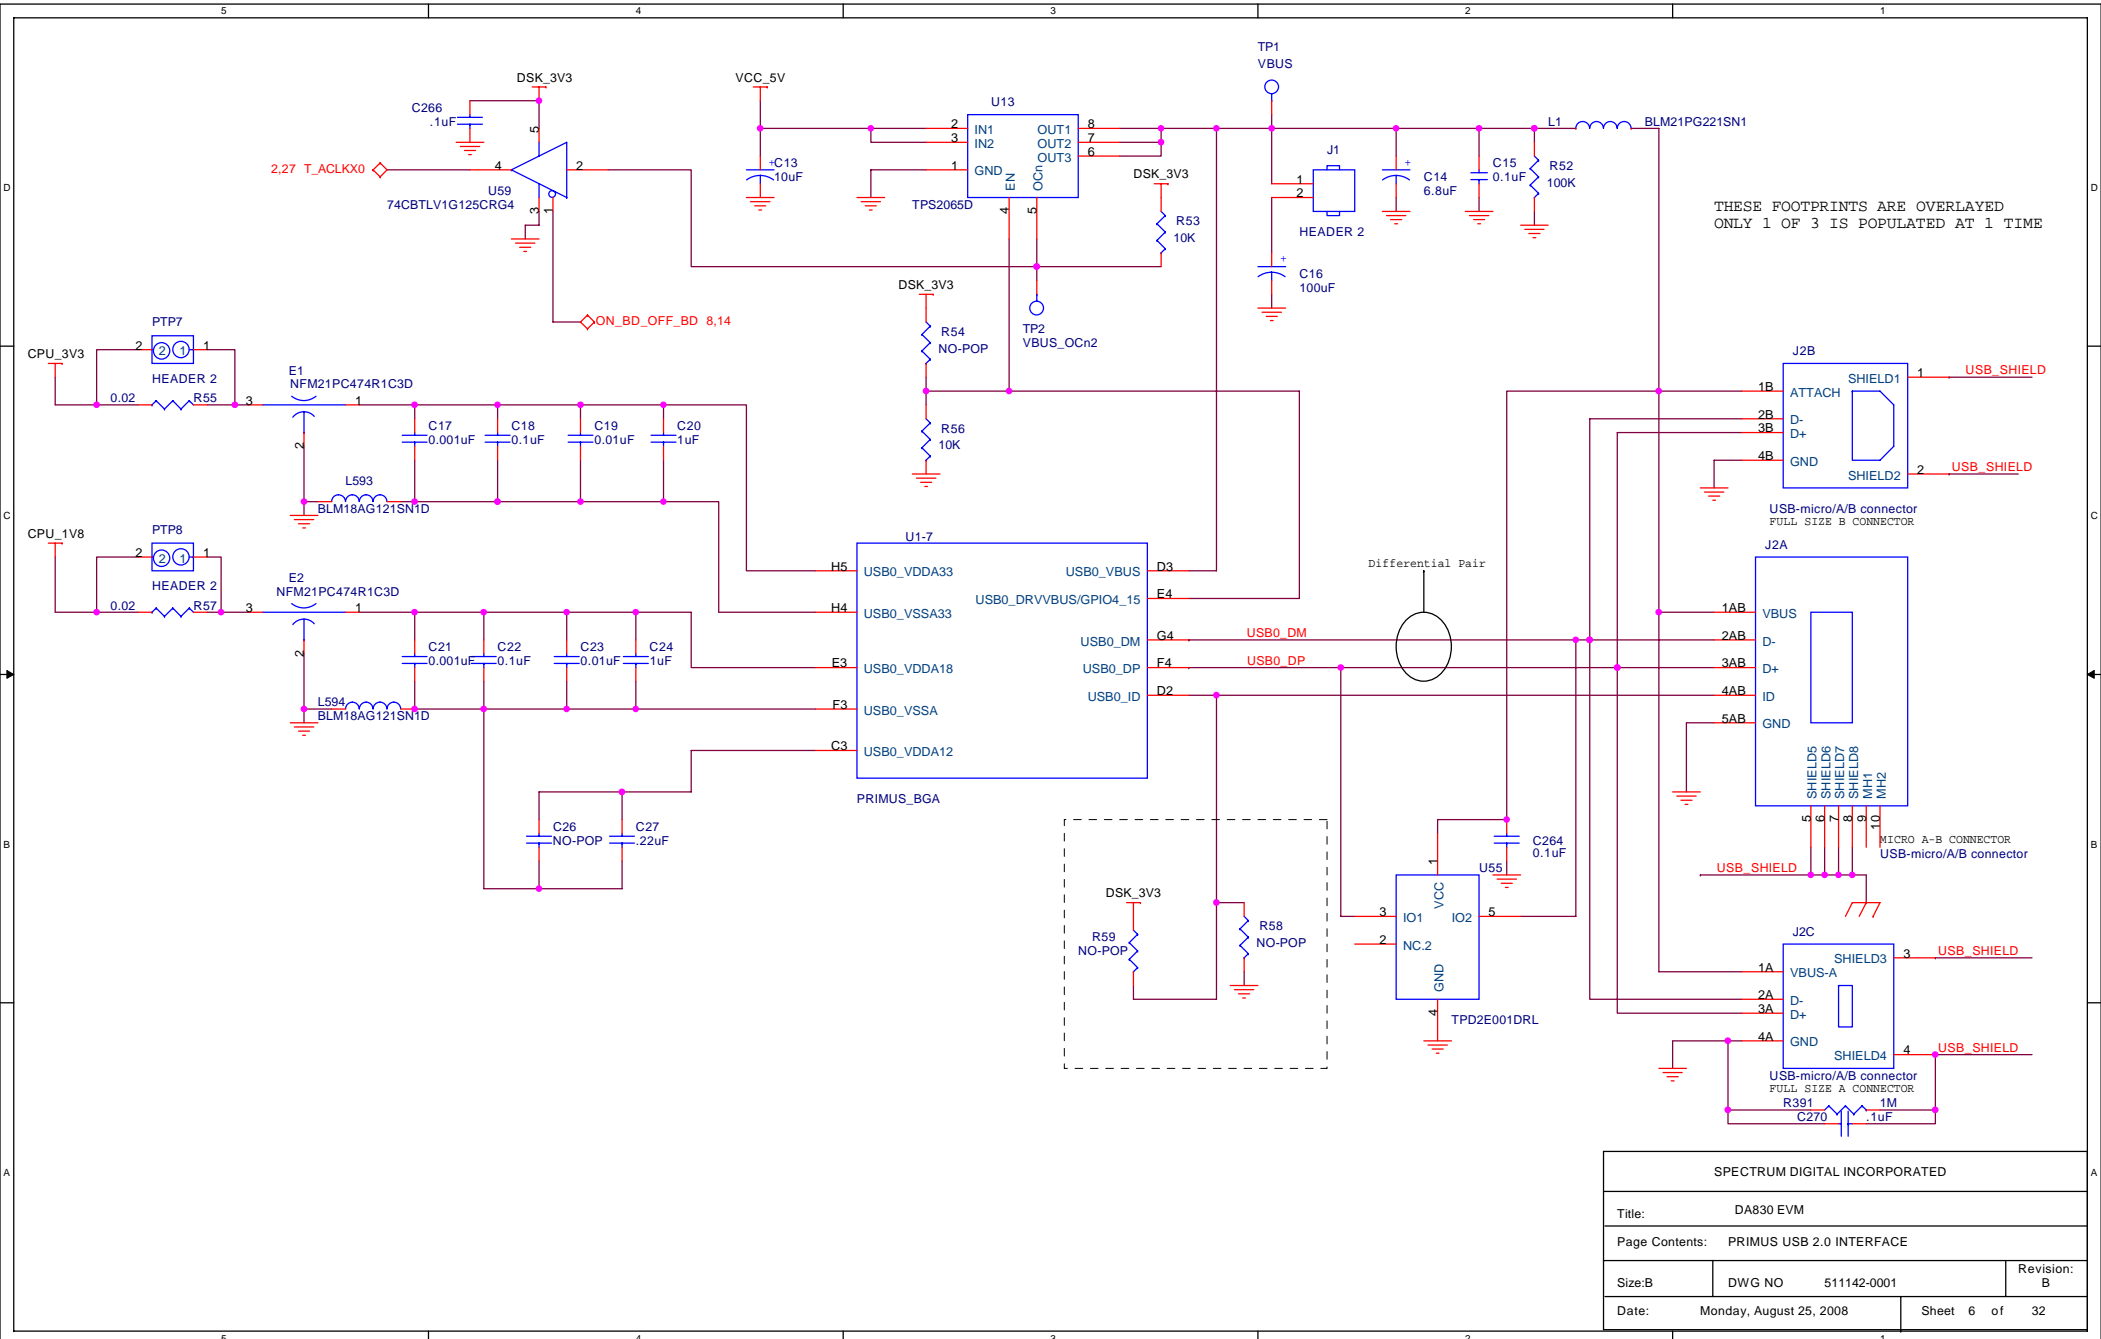 5 4 3 2 1
TP1
VBUS
DSK_3V3
VCC_5V
C266
.1uF
U13
L1 BLM21PG221SN1
5
2 IN1 OUT1 8
3 IN2 OUT2 7
OUT3 6
1 GND EN OCn
4 5
TPS2065D
2,27 T_ACLKX0
4 2
U59
74CBTLV1G125CRG4
3 1
+ C13
10uF
DSK_3V3
R53
10K
J1
1
2
HEADER 2
+
C14
6.8uF
C15
0.1uF
R52
100K
D D
THESE FOOTPRINTS ARE OVERLAYED
ONLY 1 OF 3 IS POPULATED AT 1 TIME
+
C16
100uF
DSK_3V3
R54
NO-POP
TP2
VBUS_OCn2
ON_BD_OFF_BD 8,14
PTP7
2 2 1 1
CPU_3V3
HEADER 2
0.02 R55
E1
NFM21PC474R1C3D
3 1
2
C17
0.001uF
C18
0.1uF
C19
0.01uF
C20
1uF
R56
10K
L593
BLM18AG121SN1D
J2B
1B ATTACH SHIELD1 1 USB_SHIELD
2B D-
3B D+
4B GND
SHIELD2 2 USB_SHIELD
USB-micro/A/B connector
FULL SIZE B CONNECTOR
C C
CPU_1V8
PTP8
2 2 1 1
HEADER 2
0.02 R57
E2
NFM21PC474R1C3D
3 1
2
C21
0.001uF
C22
0.1uF
C23
0.01uF
C24
1uF
L594
BLM18AG121SN1D
U1-7
H5 USB0_VDDA33 USB0_VBUS D3
USB0_DRVVBUS/GPIO4_15 E4
H4 USB0_VSSA33
USB0_DM G4 USB0_DM
E3 USB0_VDDA18 USB0_DP F4 USB0_DP
USB0_ID D2
F3 USB0_VSSA
C3 USB0_VDDA12
PRIMUS_BGA
Differential Pair
J2A
1AB VBUS
2AB D-
3AB D+
4AB ID
5AB GND
SHIELD5
SHIELD6
SHIELD7
SHIELD8
MH1
MH2
5 6 7 8 9 10
MICRO A-B CONNECTOR
USB-micro/A/B connector
USB_SHIELD
C26
NO-POP
C27
.22uF
B B
DSK_3V3
R59
NO-POP
R58
NO-POP
C264
0.1uF
U55
1 VCC
3 IO1 IO2 5
2 NC.2
GND
4
TPD2E001DRL
J2C
1A VBUS-A SHIELD3 3 USB_SHIELD
2A D-
3A D+
4A GND
SHIELD4 4 USB_SHIELD
USB-micro/A/B connector
FULL SIZE A CONNECTOR
R391 1M
C270 .1uF
A A
SPECTRUM DIGITAL INCORPORATED
Title: DA830 EVM
Page Contents: PRIMUS USB 2.0 INTERFACE
Size:B DWG NO 511142-0001 Revision:
B
Date: Monday, August 25, 2008 Sheet 6 of 32
5 4 3 2 1